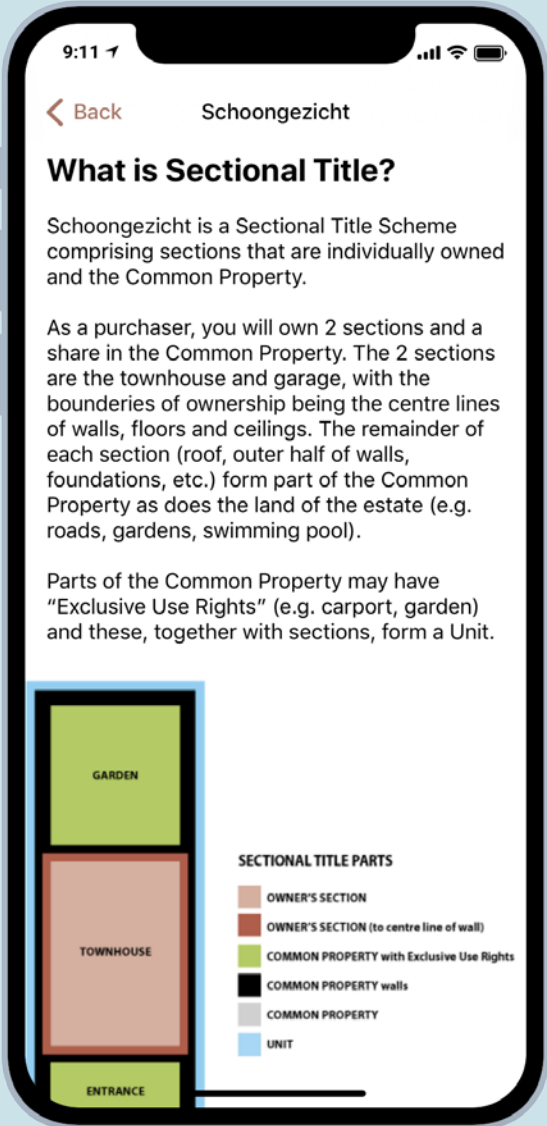 9:11
Back
Schoongezicht
What is Sectional Title?
Schoongezicht is a Sectional Title Scheme
comprising sections that are individually owned
and the Common Property.
As a purchaser, you will own 2 sections and a
share in the Common Property. The 2 sections
are the townhouse and garage, with the
bounderies of ownership being the centre lines
of walls, floors and ceilings. The remainder of
each section (roof, outer half of walls,
foundations, etc.) form part of the Common
Property as does the land of the estate (e.g.
roads, gardens, swimming pool).
Parts of the Common Property may have
“Exclusive Use Rights” (e.g. carport, garden)
and these, together with sections, form a Unit.
GARDEN
TOWNHOUSE
ENTRANCE
SECTIONAL TITLE PARTS
OWNER'S SECTION
OWNER'S SECTION (to centre line of wall)
COMMON PROPERTY with Exclusive Use Rights
COMMON PROPERTY walls
COMMON PROPERTY
UNIT